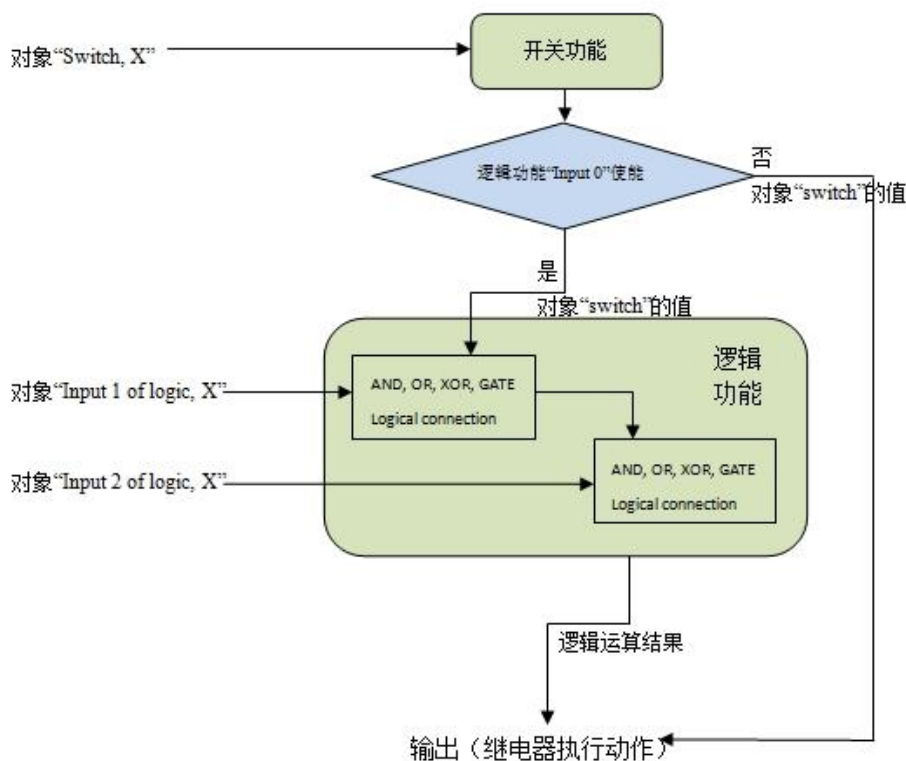 开关功能
对象“Switch, X”
逻辑功能“Input 0”使能
否
对象“switch”的值
是
对象“switch”的值
逻辑
功能
AND, OR, XOR, GATE
Logical connection
对象“Input 1 of logic, X”
AND, OR, XOR, GATE
Logical connection
对象“Input 2 of logic, X”
逻辑运算结果
输出（继电器执行动作）